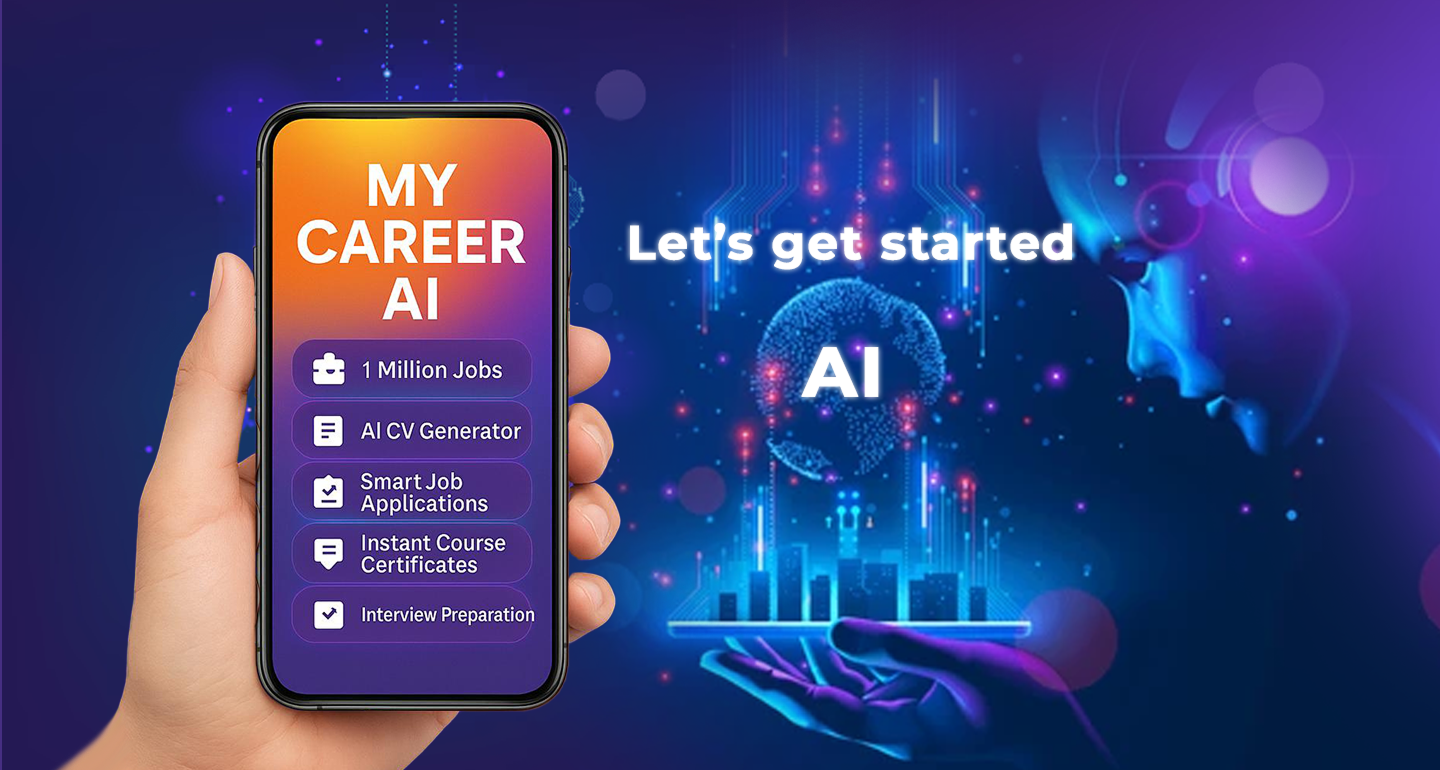 MY
CAREER
AI
1 Million Jobs
AI CV Generator
Smart Job
Applications
Instant Course
Certificates
Interview Preparation
Let's get started
AI